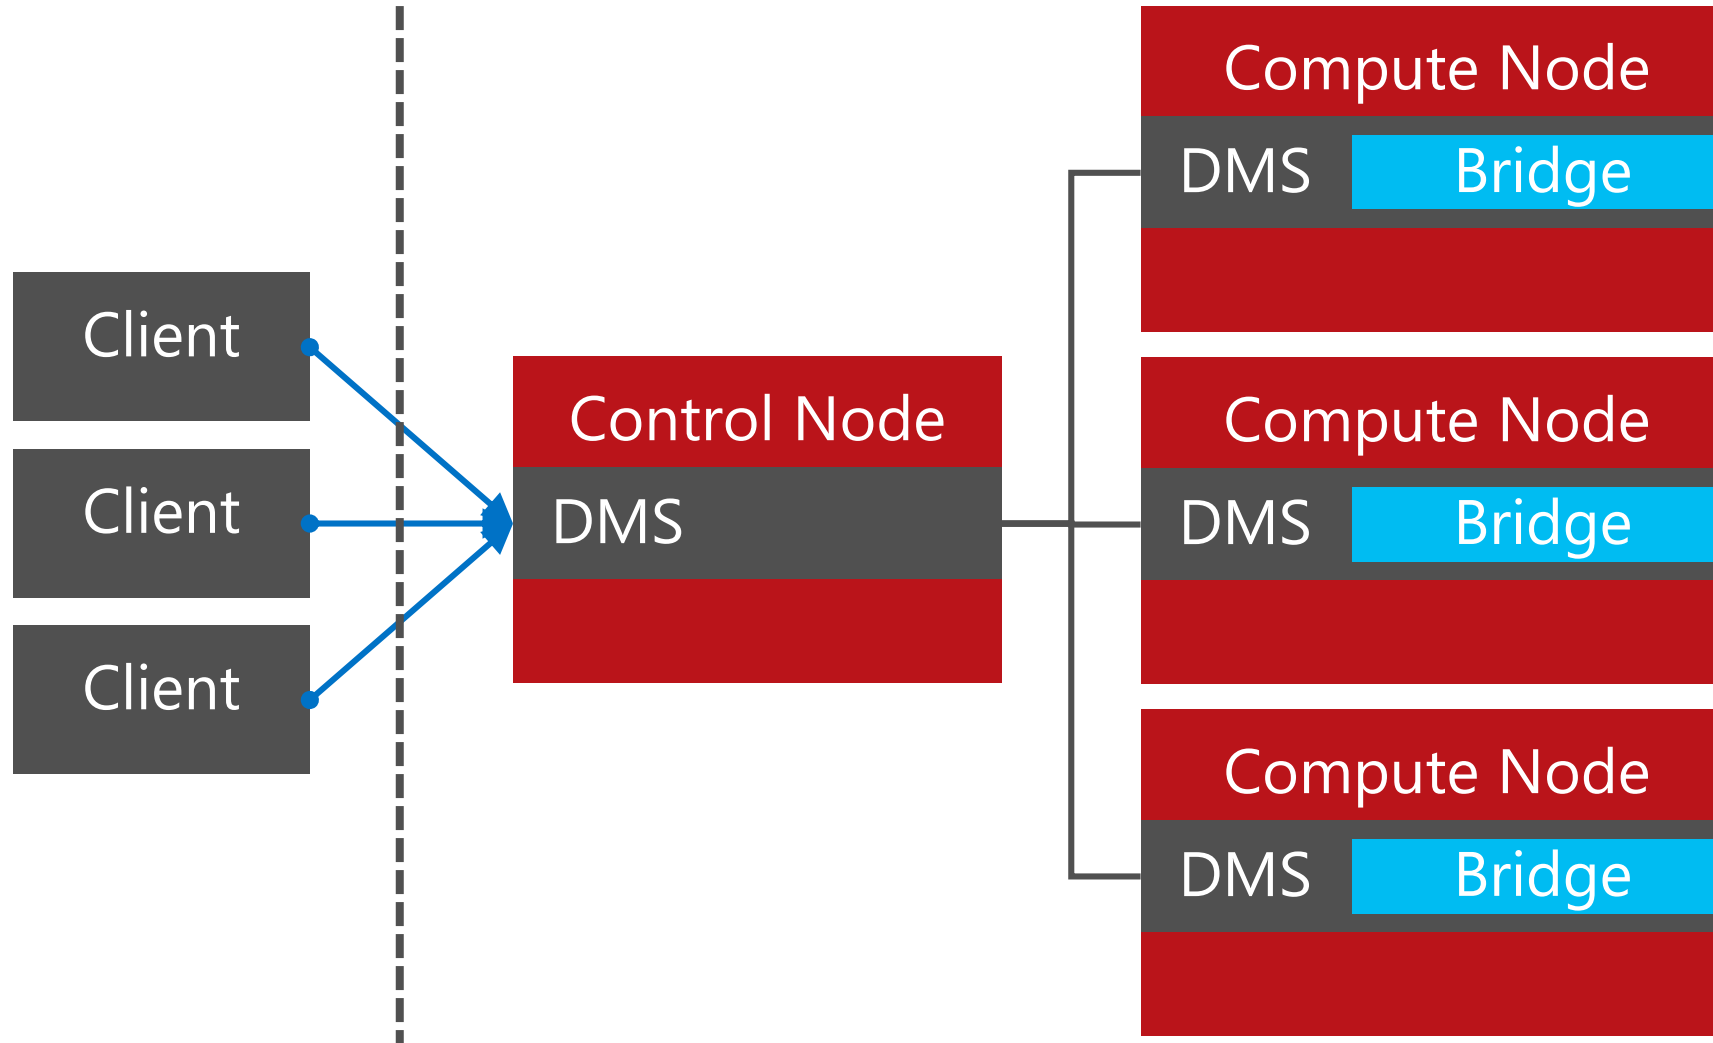 Client
Client
Client
Control Node
DMS
Compute Node
DMS Bridge
Compute Node
DMS Bridge
Compute Node
DMS Bridge